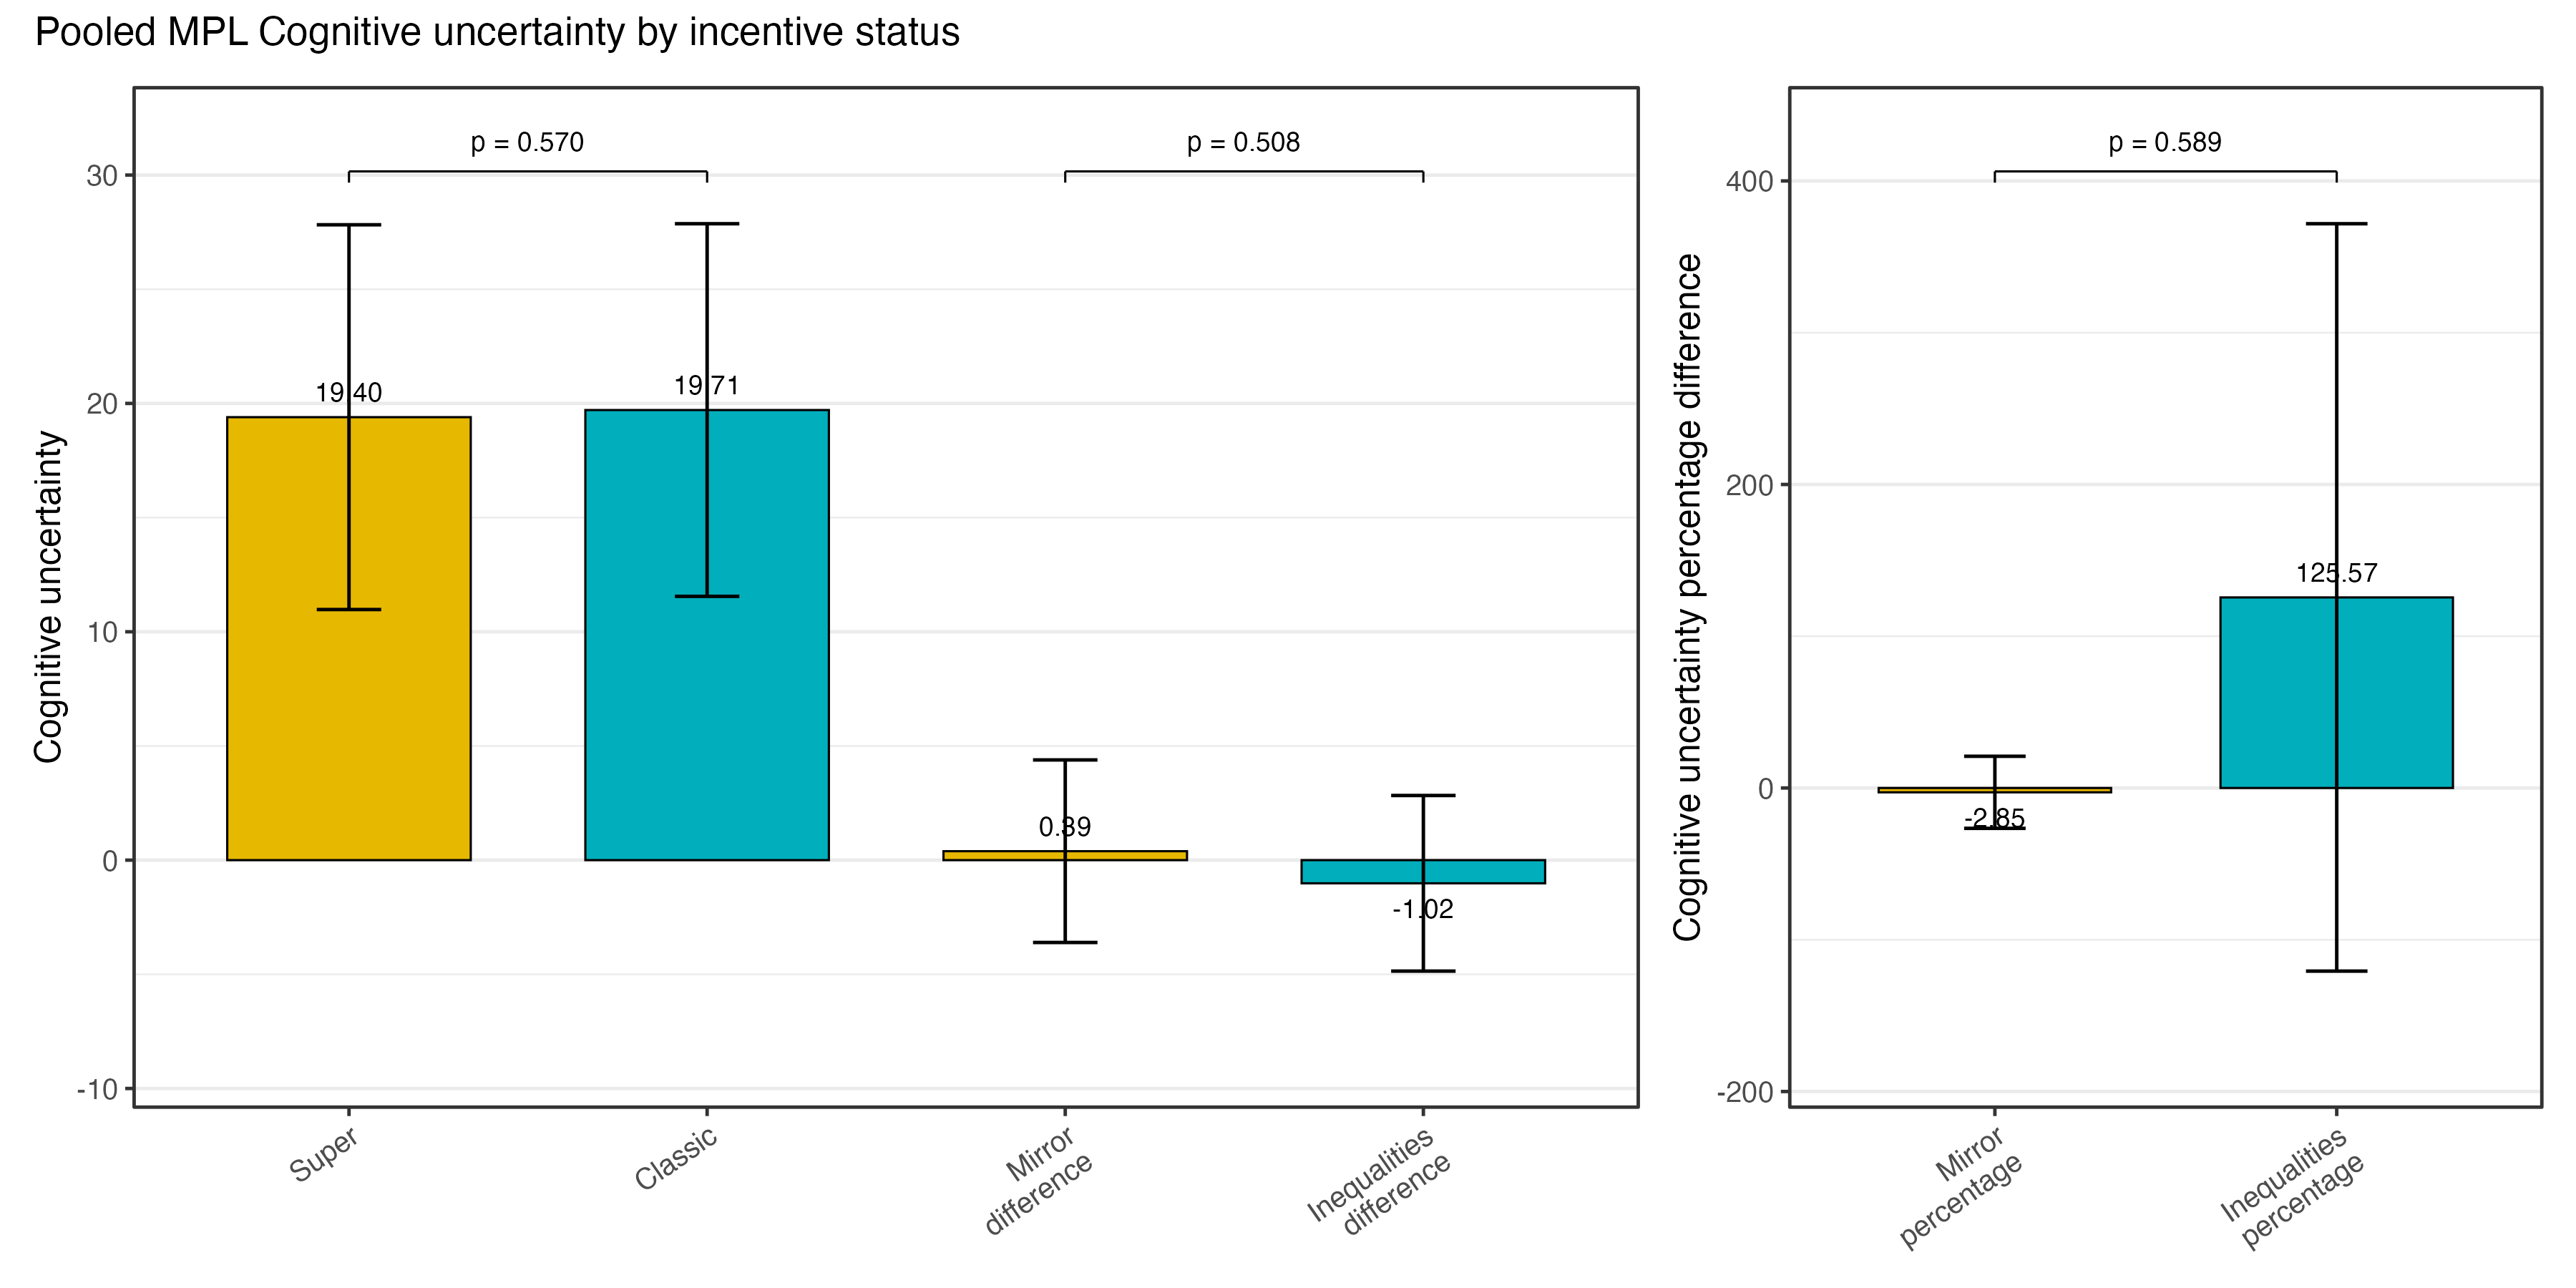 Pooled MPL Cognitive uncertainty by incentive status
Cognitive uncertainty
30
20
10
0
-10
p = 0.570
p = 0.508
19.40
19.71
0.39
-1.02
Super
Classic
Mirror
difference
Inequalities
difference
Cognitive uncertainty percentage difference
400
200
0
-200
p = 0.589
-2.85
125.57
Mirror
percentage
Inequalities
percentage